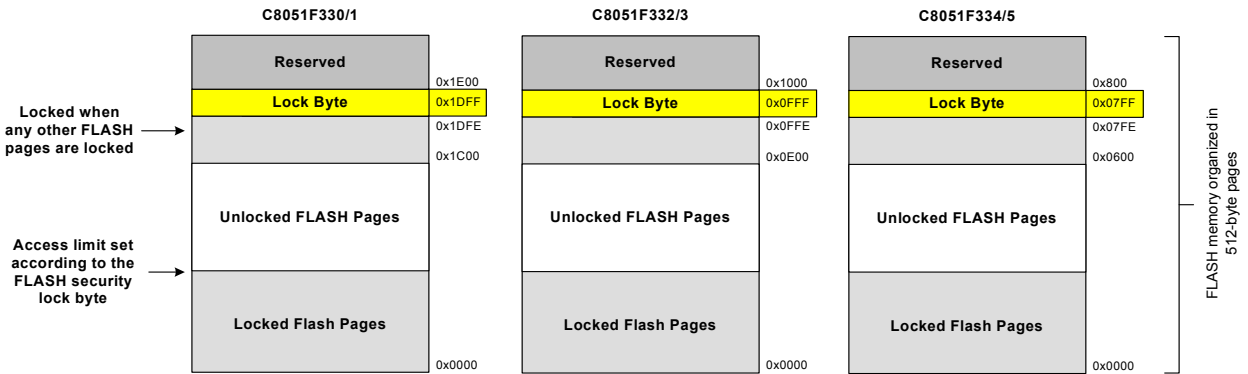 C8051F330/1
Reserved
0x1E00
Lock Byte
0x1DFF
0x1DFE
0x1C00
Unlocked FLASH Pages
Locked Flash Pages
0x0000
Locked when
any other FLASH
pages are locked
Access limit set
according to the
FLASH security
lock byte
C8051F332/3
Reserved
0x1000
Lock Byte
0x0FFF
0x0FFE
0x0E00
Unlocked FLASH Pages
Locked Flash Pages
0x0000
C8051F334/5
Reserved
0x800
Lock Byte
0x07FF
0x07FE
0x0600
Unlocked FLASH Pages
Locked Flash Pages
0x0000
FLASH memory organized in
512-byte pages